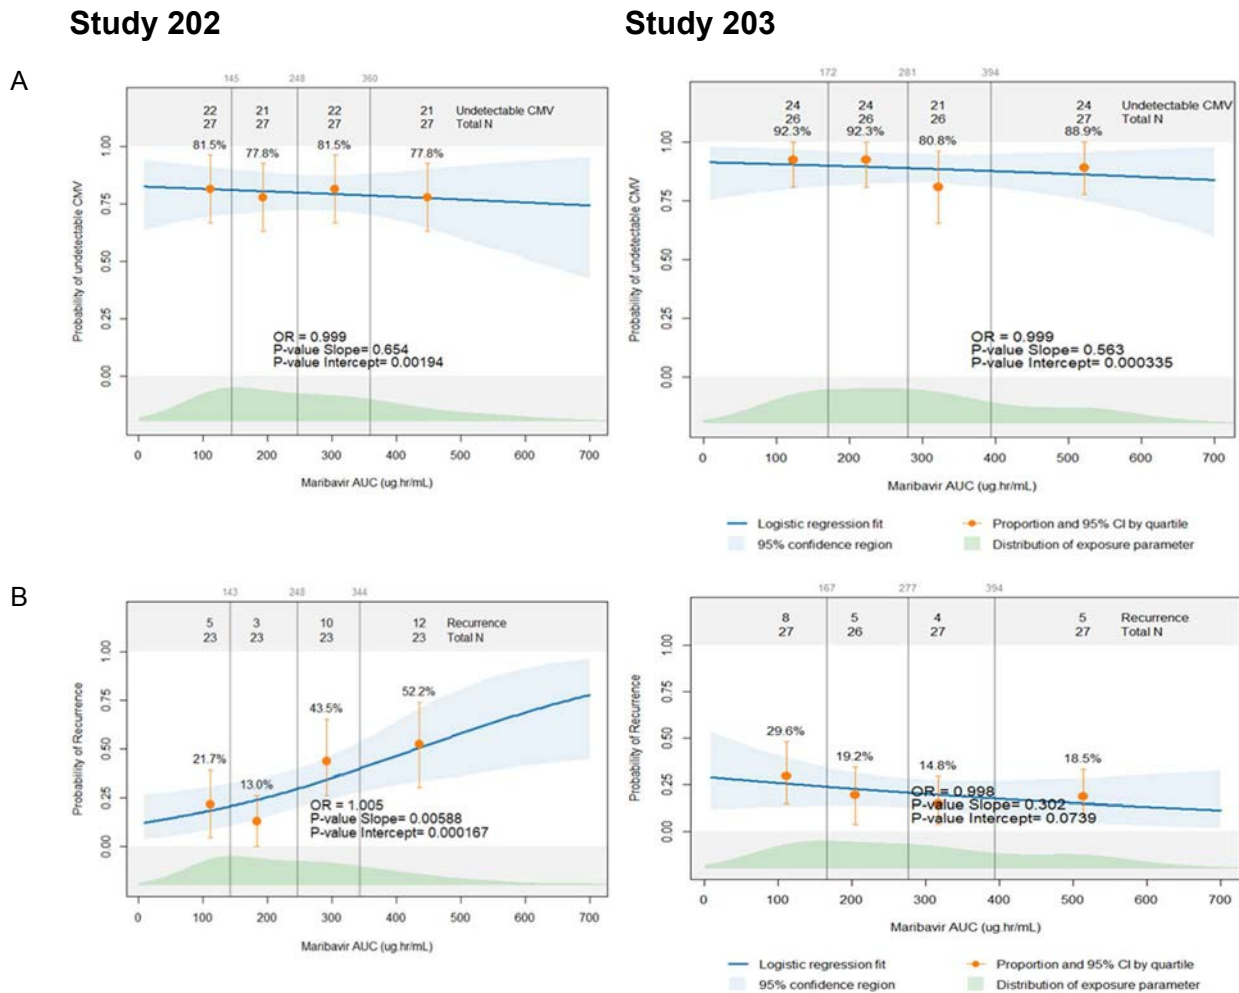 Study 202
Study 203
A
145 248 360
22 21 22 21 Undetectable CMV
27 27 27 27 Total N
81.5% 77.8% 81.5% 77.8%
1.00
0.75
0.50
0.25
0.00
Probability of undetectable CMV
OR = 0.999
P-value Slope= 0.654
P-value Intercept= 0.00194
0 100 200 300 400 500 600 700
Maribavir AUC (ug.hr/mL)
172 281 394
24 24 21 24 Undetectable CMV
26 26 26 27 Total N
92.3% 92.3% 80.8% 88.9%
1.00
0.75
0.50
0.25
0.00
Probability of undetectable CMV
OR = 0.999
P-value Slope= 0.563
P-value Intercept= 0.000335
0 100 200 300 400 500 600 700
Maribavir AUC (ug.hr/mL)
Logistic regression fit
Proportion and 95% CI by quartile
95% confidence region
Distribution of exposure parameter
B
143 248 344
5 3 10 12 Recurrence
23 23 23 23 Total N
21.7% 13.0% 43.5% 52.2%
1.00
0.75
0.50
0.25
0.00
Probability of Recurrence
OR = 1.005
P-value Slope= 0.00588
P-value Intercept= 0.000167
0 100 200 300 400 500 600 700
Maribavir AUC (ug.hr/mL)
167 277 394
8 5 4 5 Recurrence
27 26 27 27 Total N
29.6% 19.2% 14.8% 18.5%
1.00
0.75
0.50
0.25
0.00
Probability of Recurrence
OR = 0.998
P-value Slope= 0.302
P-value Intercept= 0.0739
0 100 200 300 400 500 600 700
Maribavir AUC (ug.hr/mL)
Logistic regression fit
Proportion and 95% CI by quartile
95% confidence region
Distribution of exposure parameter